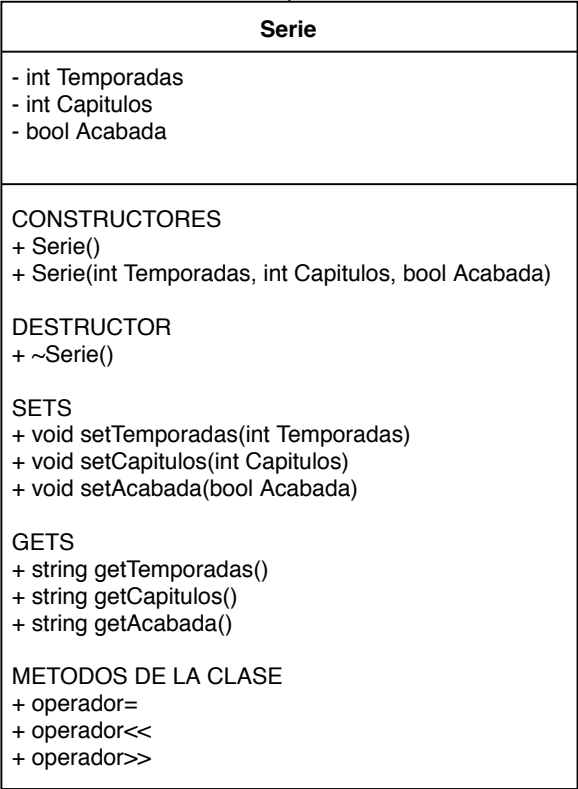 Serie
- int Temporadas
- int Capitulos
- bool Acabada
CONSTRUCTORES
+ Serie()
+ Serie(int Temporadas, int Capitulos, bool Acabada)
DESTRUCTOR
+ ~Serie()
SETS
+ void setTemporadas(int Temporadas)
+ void setCapitulos(int Capitulos)
+ void setAcabada(bool Acabada)
GETS
+ string getTemporadas()
+ string getCapitulos()
+ string getAcabada()
METODOS DE LA CLASE
+ operador=
+ operador<<
+ operador>>